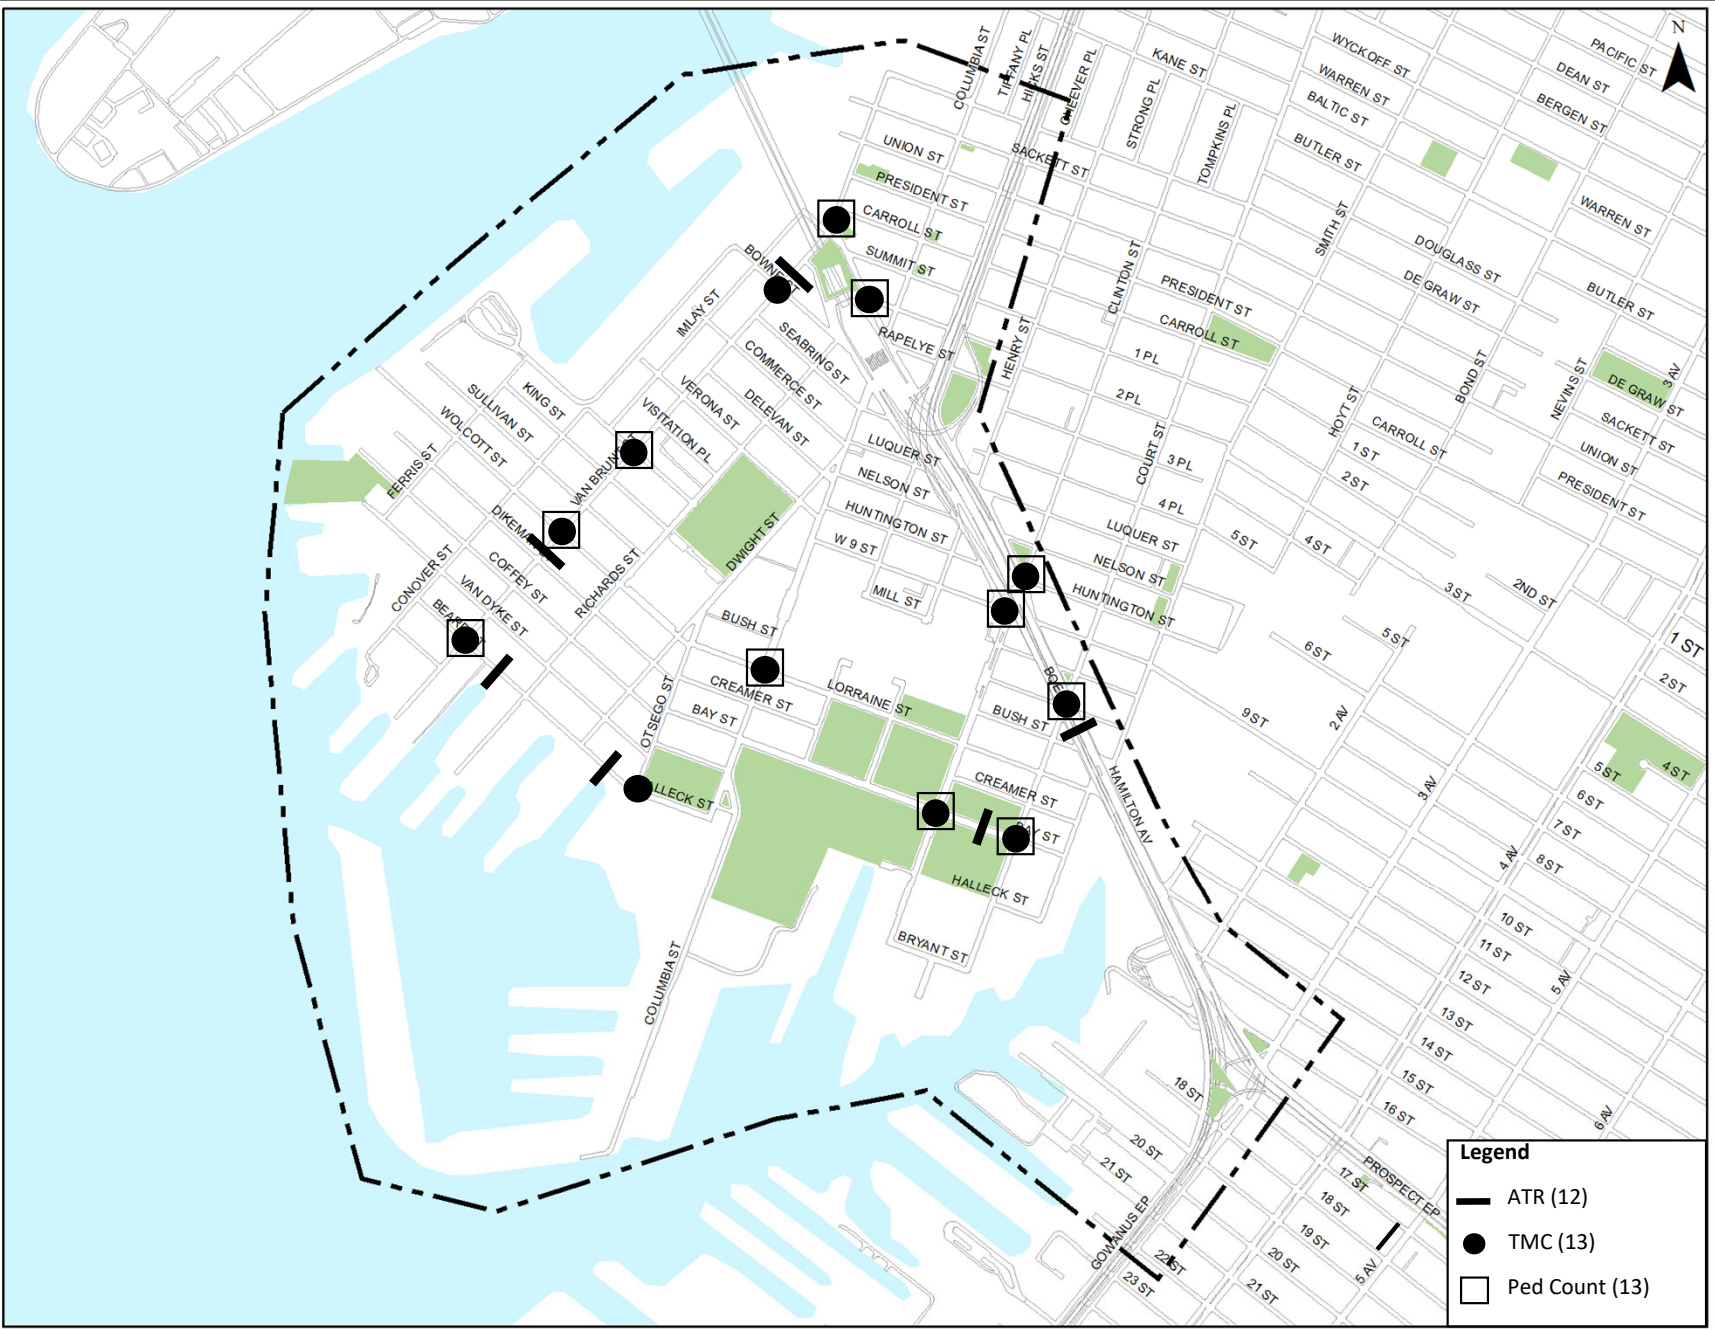 N
COLUMBIA ST
TIFFANY PL
HICKS ST
CHEEVER PL
KANE ST
STRONG PL
TOMPKINS PL
WYCKOFF ST
WARREN ST
BALTIC ST
BUTLER ST
PACIFIC ST
DEAN ST
BERGEN ST
WARREN ST
UNION ST
SACKETT ST
PRESIDENT ST
CARROLL ST
SUMMIT ST
BOWNE ST
IMLAY ST
SEABRING ST
COMMERCE ST
RAPELYE ST
HENRY ST
CLINTON ST
PRESIDENT ST
CARROLL ST
SMITH ST
DOUGLASS ST
DE GRAW ST
BUTLER ST
1 PL
2 PL
3 PL
4 PL
COURT ST
HOYT ST
BOND ST
NEVINS ST
3 AV
DE GRAW ST
SACKETT ST
UNION ST
PRESIDENT ST
CARROLL ST
1 ST
2 ST
KING ST
SULLIVAN ST
WOLCOTT ST
VERONA ST
VISITATION PL
DELEVAN ST
FERRIS ST
VAN BRUNT
DIKEMAN
LUQUER ST
NELSON ST
HUNTINGTON ST
W 9 ST
MILL ST
DWIGHT ST
RICHARDS ST
CONOVER ST
COFFEY ST
VAN DYKE ST
BEARD ST
LUQUER ST
NELSON ST
HUNTINGTON ST
5 ST
4 ST
3 ST
2ND ST
5 ST
6 ST
1 ST
2 ST
BUSH ST
CREAMER ST
BAY ST
LORRAINE ST
OTSEGO ST
BUSH ST
CREAMER ST
BAY ST
HALLECK ST
HALLECK ST
BRYANT ST
COLUMBIA ST
HAMILTON AV
9 ST
2 AV
3 AV
4 AV
5 ST
4 ST
6 ST
7 ST
8 ST
10 ST
11 ST
12 ST
13 ST
14 ST
15 ST
16 ST
5 AV
6 AV
18 ST
20 ST
21 ST
GOWANUS EP
22 ST
23 ST
17 ST
PROSPECT EP
18 ST
19 ST
20 ST
21 ST
5 AV
Legend
ATR (12)
TMC (13)
Ped Count (13)